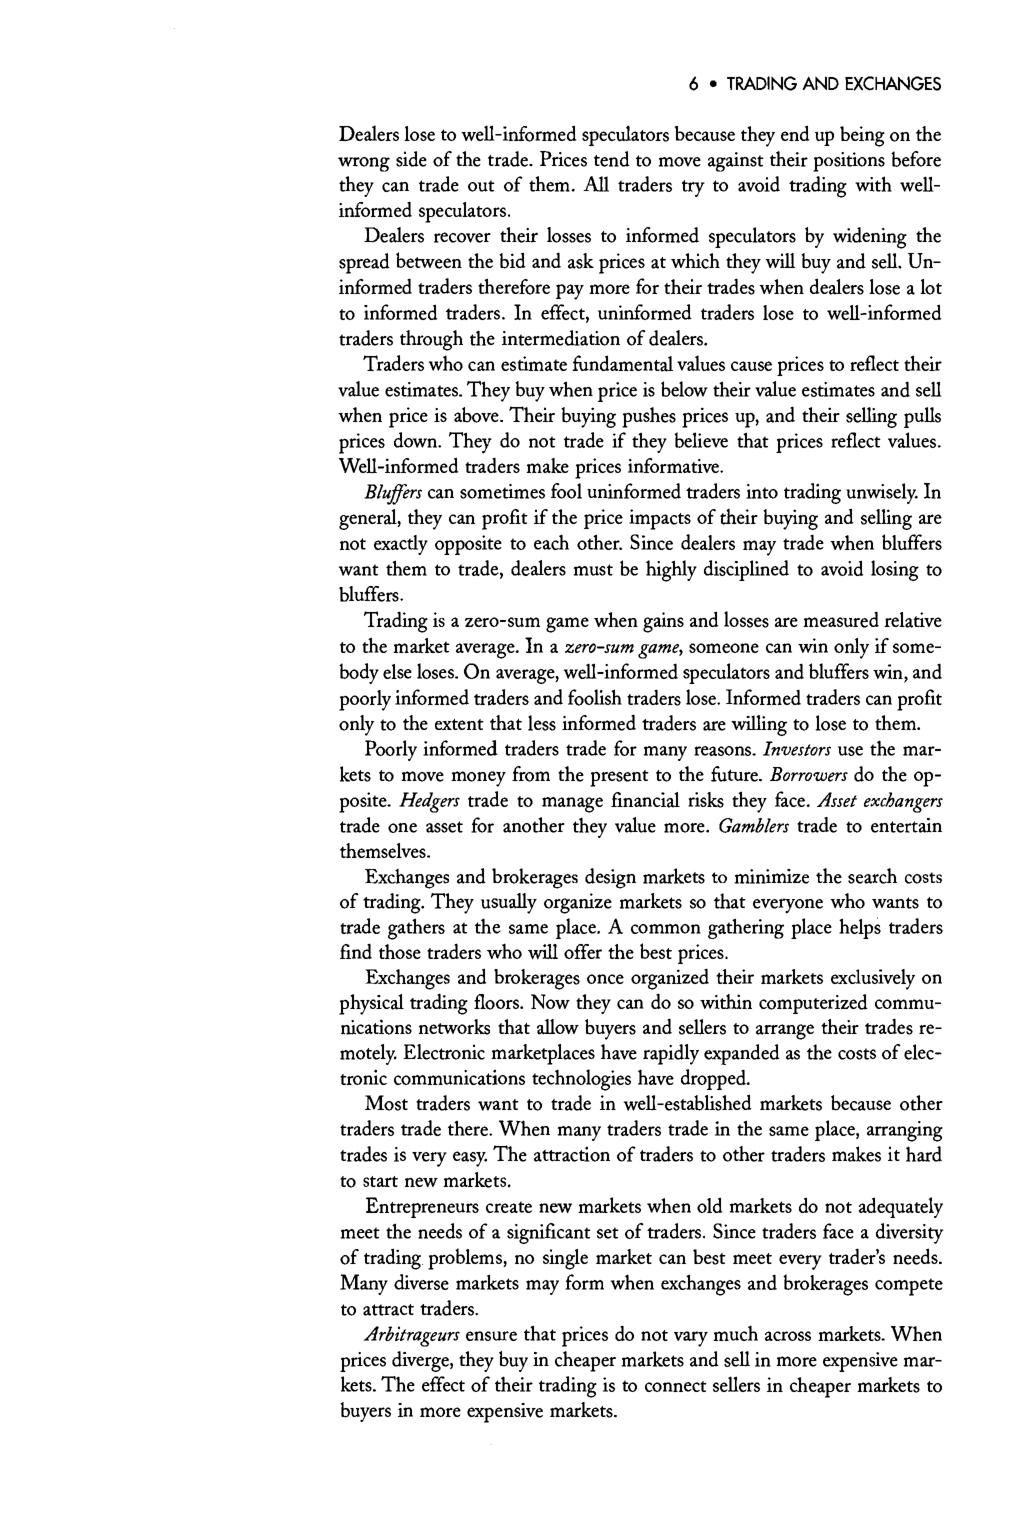 6 • TRADING AND EXCHANGES
Dealers lose to well-informed speculators because they end up being on the
wrong side of the trade. Prices tend to move against their positions before
they can trade out of them. All traders try to avoid trading with well-
informed speculators.
Dealers recover their losses to informed speculators by widening the
spread between the bid and ask prices at which they will buy and sell. Un-
informed traders therefore pay more for their trades when dealers lose a lot
to informed traders. In effect, uninformed traders lose to well-informed
traders through the intermediation of dealers.
Traders who can estimate fundamental values cause prices to reflect their
value estimates. They buy when price is below their value estimates and sell
when price is above. Their buying pushes prices up, and their selling pulls
prices down. They do not trade if they believe that prices reflect values.
Well-informed traders make prices informative.
Bluffers can sometimes fool uninformed traders into trading unwisely. In
general, they can profit if the price impacts of their buying and selling are
not exactly opposite to each other. Since dealers may trade when bluffers
want them to trade, dealers must be highly disciplined to avoid losing to
bluffers.
Trading is a zero-sum game when gains and losses are measured relative
to the market average. In a zero-sum game, someone can win only if some-
body else loses. On average, well-informed speculators and bluffers win, and
poorly informed traders and foolish traders lose. Informed traders can profit
only to the extent that less informed traders are willing to lose to them.
Poorly informed traders trade for many reasons. Investors use the mar-
kets to move money from the present to the future. Borrowers do the op-
posite. Hedgers trade to manage financial risks they face. Asset exchangers
trade one asset for another they value more. Gamblers trade to entertain
themselves.
Exchanges and brokerages design markets to minimize the search costs
of trading. They usually organize markets so that everyone who wants to
trade gathers at the same place. A common gathering place helps traders
find those traders who will offer the best prices.
Exchanges and brokerages once organized their markets exclusively on
physical trading floors. Now they can do so within computerized commu-
nications networks that allow buyers and sellers to arrange their trades re-
motely. Electronic marketplaces have rapidly expanded as the costs of elec-
tronic communications technologies have dropped.
Most traders want to trade in well-established markets because other
traders trade there. When many traders trade in the same place, arranging
trades is very easy. The attraction of traders to other traders makes it hard
to start new markets.
Entrepreneurs create new markets when old markets do not adequately
meet the needs of a significant set of traders. Since traders face a diversity
of trading problems, no single market can best meet every trader's needs.
Many diverse markets may form when exchanges and brokerages compete
to attract traders.
Arbitrageurs ensure that prices do not vary much across markets. When
prices diverge, they buy in cheaper markets and sell in more expensive mar-
kets. The effect of their trading is to connect sellers in cheaper markets to
buyers in more expensive markets.